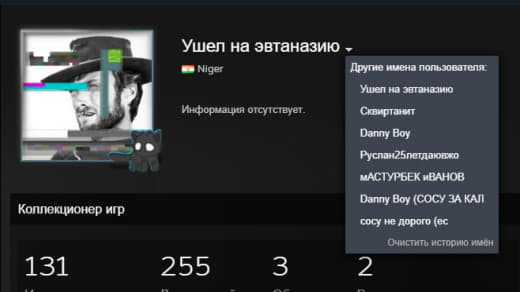 Ушел на эвтаназию
Niger
Информация отсутствует.
Другие имена пользователя:
Ушел на эвтаназию
Сквиртанит
Danny Boy
Руслан25летдаювжо
мАСТУРБЕК иВАНОВ
Danny Boy (СОСУ ЗА КАЛ
сосу не дорого (ес
Очистить историю имён
Коллекционер игр
131
255
3
2